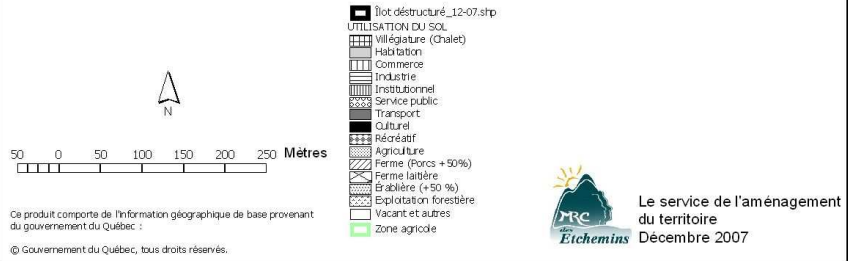 N
50 0 50 100 150 200 250 Mètres
Ce produit comporte de l'information géographique de base provenant
du gouvernement du Québec :
© Gouvernement du Québec, tous droits réservés.
Îlot déstructuré_12-07.shp
UTILISATION DU SOL
Villégiature (Chalet)
Habitation
Commerce
Industrie
Institutionnel
Service public
Transport
Culturel
Récréatif
Agriculture
Ferme (Porcs +50%)
Ferme laitière
Érablière (+50 %)
Exploitation forestière
Vacant et autres
Zone agricole
MRC
des
Etchemins
Le service de l'aménagement
du territoire
Décembre 2007